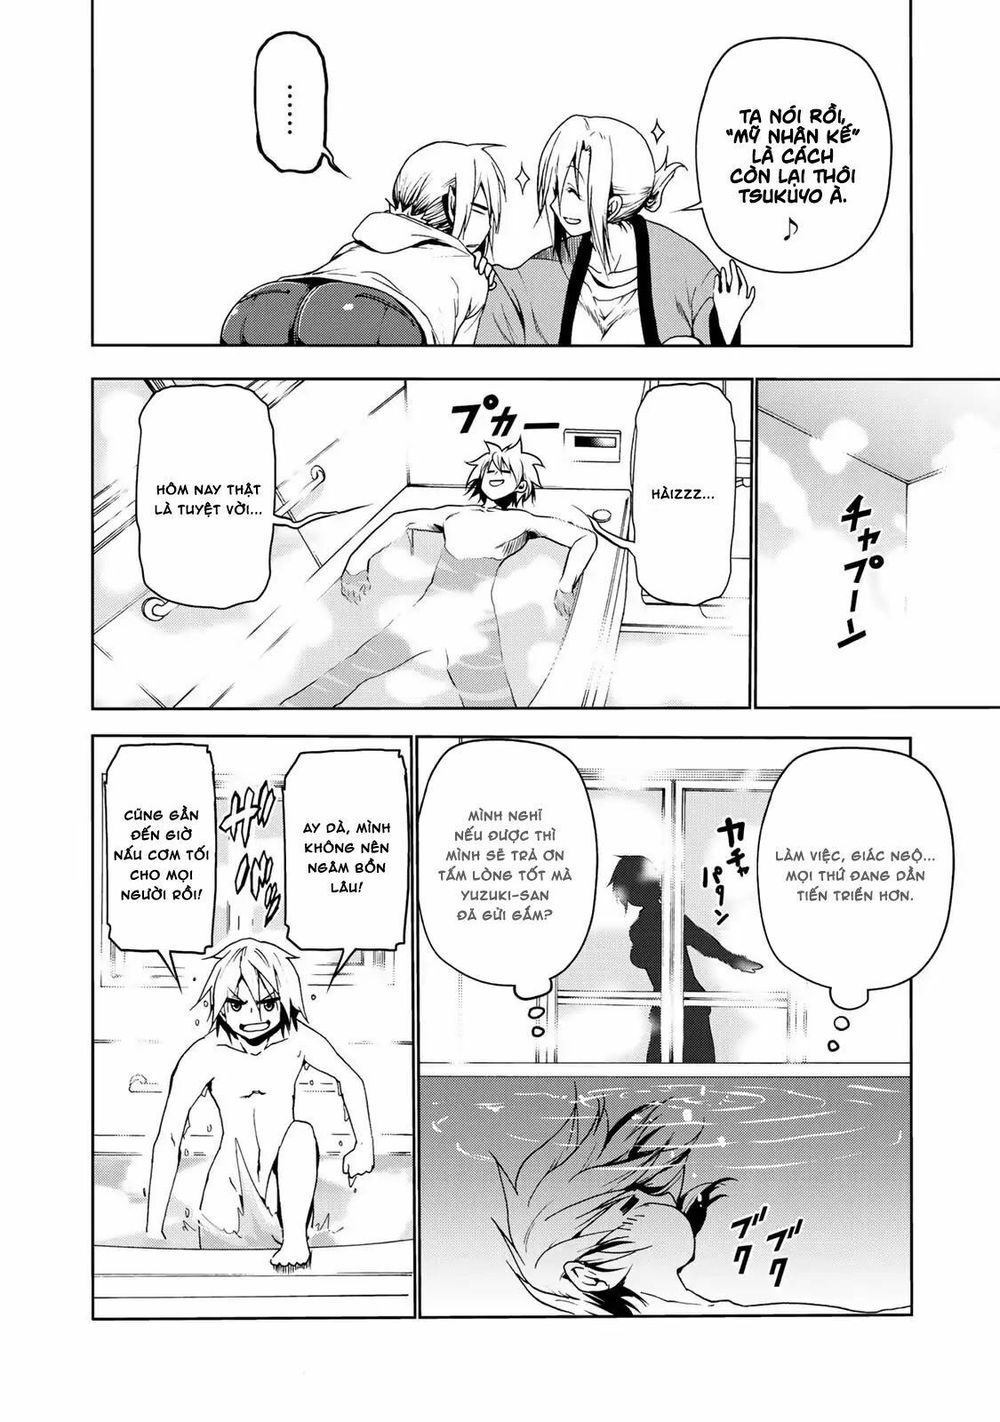 TA NÓI RỒI,
“MỸ NHÂN KẾ”
LÀ CÁCH
CÒN LẠI THÔI
TSUKUYO À.
♪
........
チャプーーン
HÀIZZZ...
プカー
HÔM NAY THẬT
LÀ TUYỆT VỜI...
LÀM VIỆC, GIÁC NGỘ...
MỌI THỨ ĐANG DẦN
TIẾN TRIỂN HƠN.
カチャ
パタン
MÌNH NGHĨ
NẾU ĐƯỢC THÌ
MÌNH SẼ TRẢ ƠN
TẤM LÒNG TỐT MÀ
YUZUKI-SAN
ĐÃ GỬI GẮM?
ブク
ブク
AY DÀ, MÌNH
KHÔNG NÊN
NGÂM BỒN
LÂU!
ザバァ
CŨNG GẦN
ĐẾN GIỜ
NẤU CƠM TỐI
CHO MỌI
NGƯỜI RỒI!